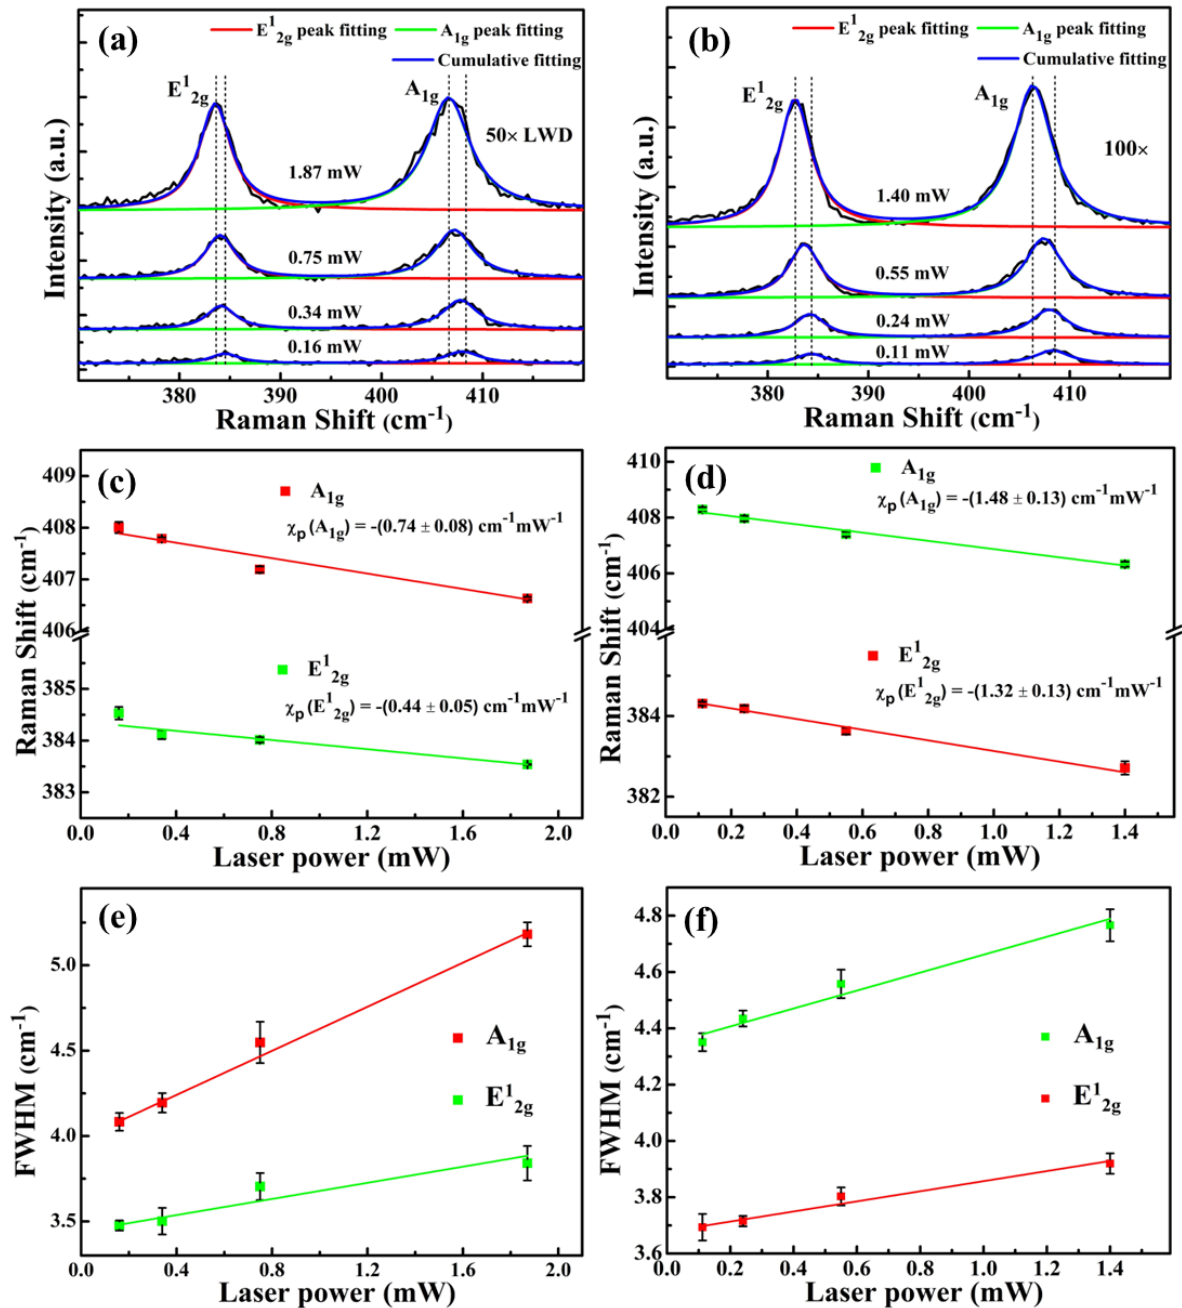 (a)
E¹₂g peak fitting A₁g peak fitting
Cumulative fitting
E¹₂g
A₁g
50× LWD
1.87 mW
0.75 mW
0.34 mW
0.16 mW
Intensity (a.u.)
380 390 400 410
Raman Shift (cm⁻¹)
(b)
E¹₂g peak fitting A₁g peak fitting
Cumulative fitting
E¹₂g
A₁g
100×
1.40 mW
0.55 mW
0.24 mW
0.11 mW
Intensity (a.u.)
380 390 400 410
Raman Shift (cm⁻¹)
(c)
A₁g
χₚ(A₁g) = -(0.74 ± 0.08) cm⁻¹mW⁻¹
E¹₂g
χₚ(E¹₂g) = -(0.44 ± 0.05) cm⁻¹mW⁻¹
Raman Shift (cm⁻¹)
409
408
407
406
385
384
383
0.0 0.4 0.8 1.2 1.6 2.0
Laser power (mW)
(d)
A₁g
χₚ(A₁g) = -(1.48 ± 0.13) cm⁻¹mW⁻¹
E¹₂g
χₚ(E¹₂g) = -(1.32 ± 0.13) cm⁻¹mW⁻¹
Raman Shift (cm⁻¹)
410
408
406
404
384
382
0.0 0.2 0.4 0.6 0.8 1.0 1.2 1.4
Laser power (mW)
(e)
A₁g
E¹₂g
FWHM (cm⁻¹)
5.0
4.5
4.0
3.5
0.0 0.4 0.8 1.2 1.6 2.0
Laser power (mW)
(f)
A₁g
E¹₂g
FWHM (cm⁻¹)
4.8
4.6
4.4
4.2
4.0
3.8
3.6
0.0 0.2 0.4 0.6 0.8 1.0 1.2 1.4
Laser power (mW)